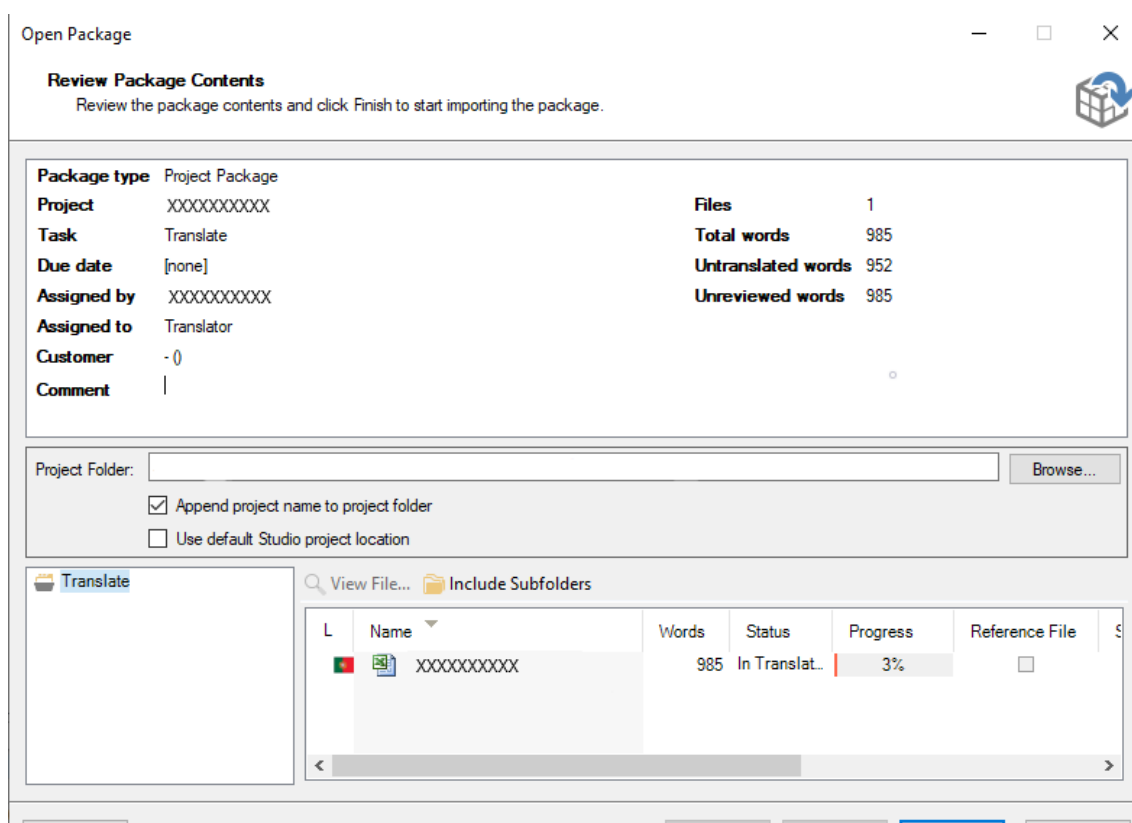 Open Package
Review Package Contents
Review the package contents and click Finish to start importing the package.
Package type Project Package
Project XXXXXXXXXX
Files 1
Task Translate
Total words 985
Due date [none]
Untranslated words 952
Assigned by XXXXXXXXXX
Unreviewed words 985
Assigned to Translator
Customer - ()
Comment
Project Folder:
Browse...
Append project name to project folder
Use default Studio project location
Translate
View File... Include Subfolders
L Name Words Status Progress Reference File
XXXXXXXXXX 985 In Translat... 3%